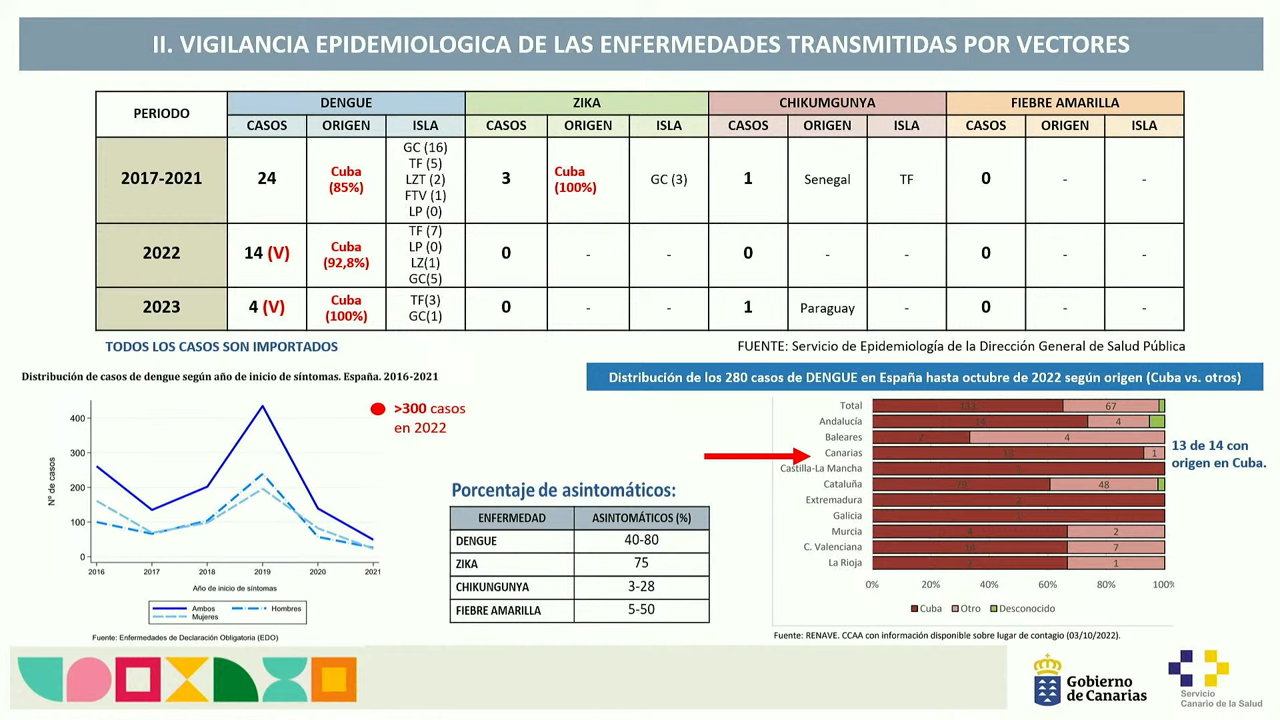 II. VIGILANCIA EPIDEMIOLOGICA DE LAS ENFERMEDADES TRANSMITIDAS POR VECTORES
PERIODO DENGUE ZIKA CHIKUMGUNYA FIEBRE AMARILLA
CASOS ORIGEN ISLA CASOS ORIGEN ISLA CASOS ORIGEN ISLA CASOS ORIGEN ISLA
2017-2021 24 Cuba (85%) GC (16) TF (5) LZT (2) FTV (1) LP (0) 3 Cuba (100%) GC (3) 1 Senegal TF 0 - -
2022 14 (V) Cuba (92,8%) TF (7) LP (0) LZ(1) GC(5) 0 - - 0 - - 0 - -
2023 4 (V) Cuba (100%) TF(3) GC(1) 0 - - 1 Paraguay - 0 - -
TODOS LOS CASOS SON IMPORTADOS
FUENTE: Servicio de Epidemiología de la Dirección General de Salud Pública
Distribución de casos de dengue según año de inicio de síntomas. España. 2016-2021
>300 casos
en 2022
Nº de casos
400
300
200
100
0
2016 2017 2018 2019 2020 2021
Año de inicio de síntomas
Ambos Hombres
Mujeres
Fuente: Enfermedades de Declaración Obligatoria (EDO)
Porcentaje de asintomáticos:
ENFERMEDAD ASINTOMÁTICOS (%)
DENGUE 40-80
ZIKA 75
CHIKUNGUNYA 3-28
FIEBRE AMARILLA 5-50
Distribución de los 280 casos de DENGUE en España hasta octubre de 2022 según origen (Cuba vs. otros)
Total 67
Andalucía 4
Baleares 4
Canarias 13 1
Castilla-La Mancha
Cataluña 48
Extremadura
Galicia
Murcia 4 2
C. Valenciana 7
La Rioja 2 1
0% 20% 40% 60% 80% 100%
Cuba Otro Desconocido
13 de 14 con
origen en Cuba.
Fuente: RENAVE. CCAA con información disponible sobre lugar de contagio (03/10/2022).
Gobierno
de Canarias
Servicio
Canario de la Salud